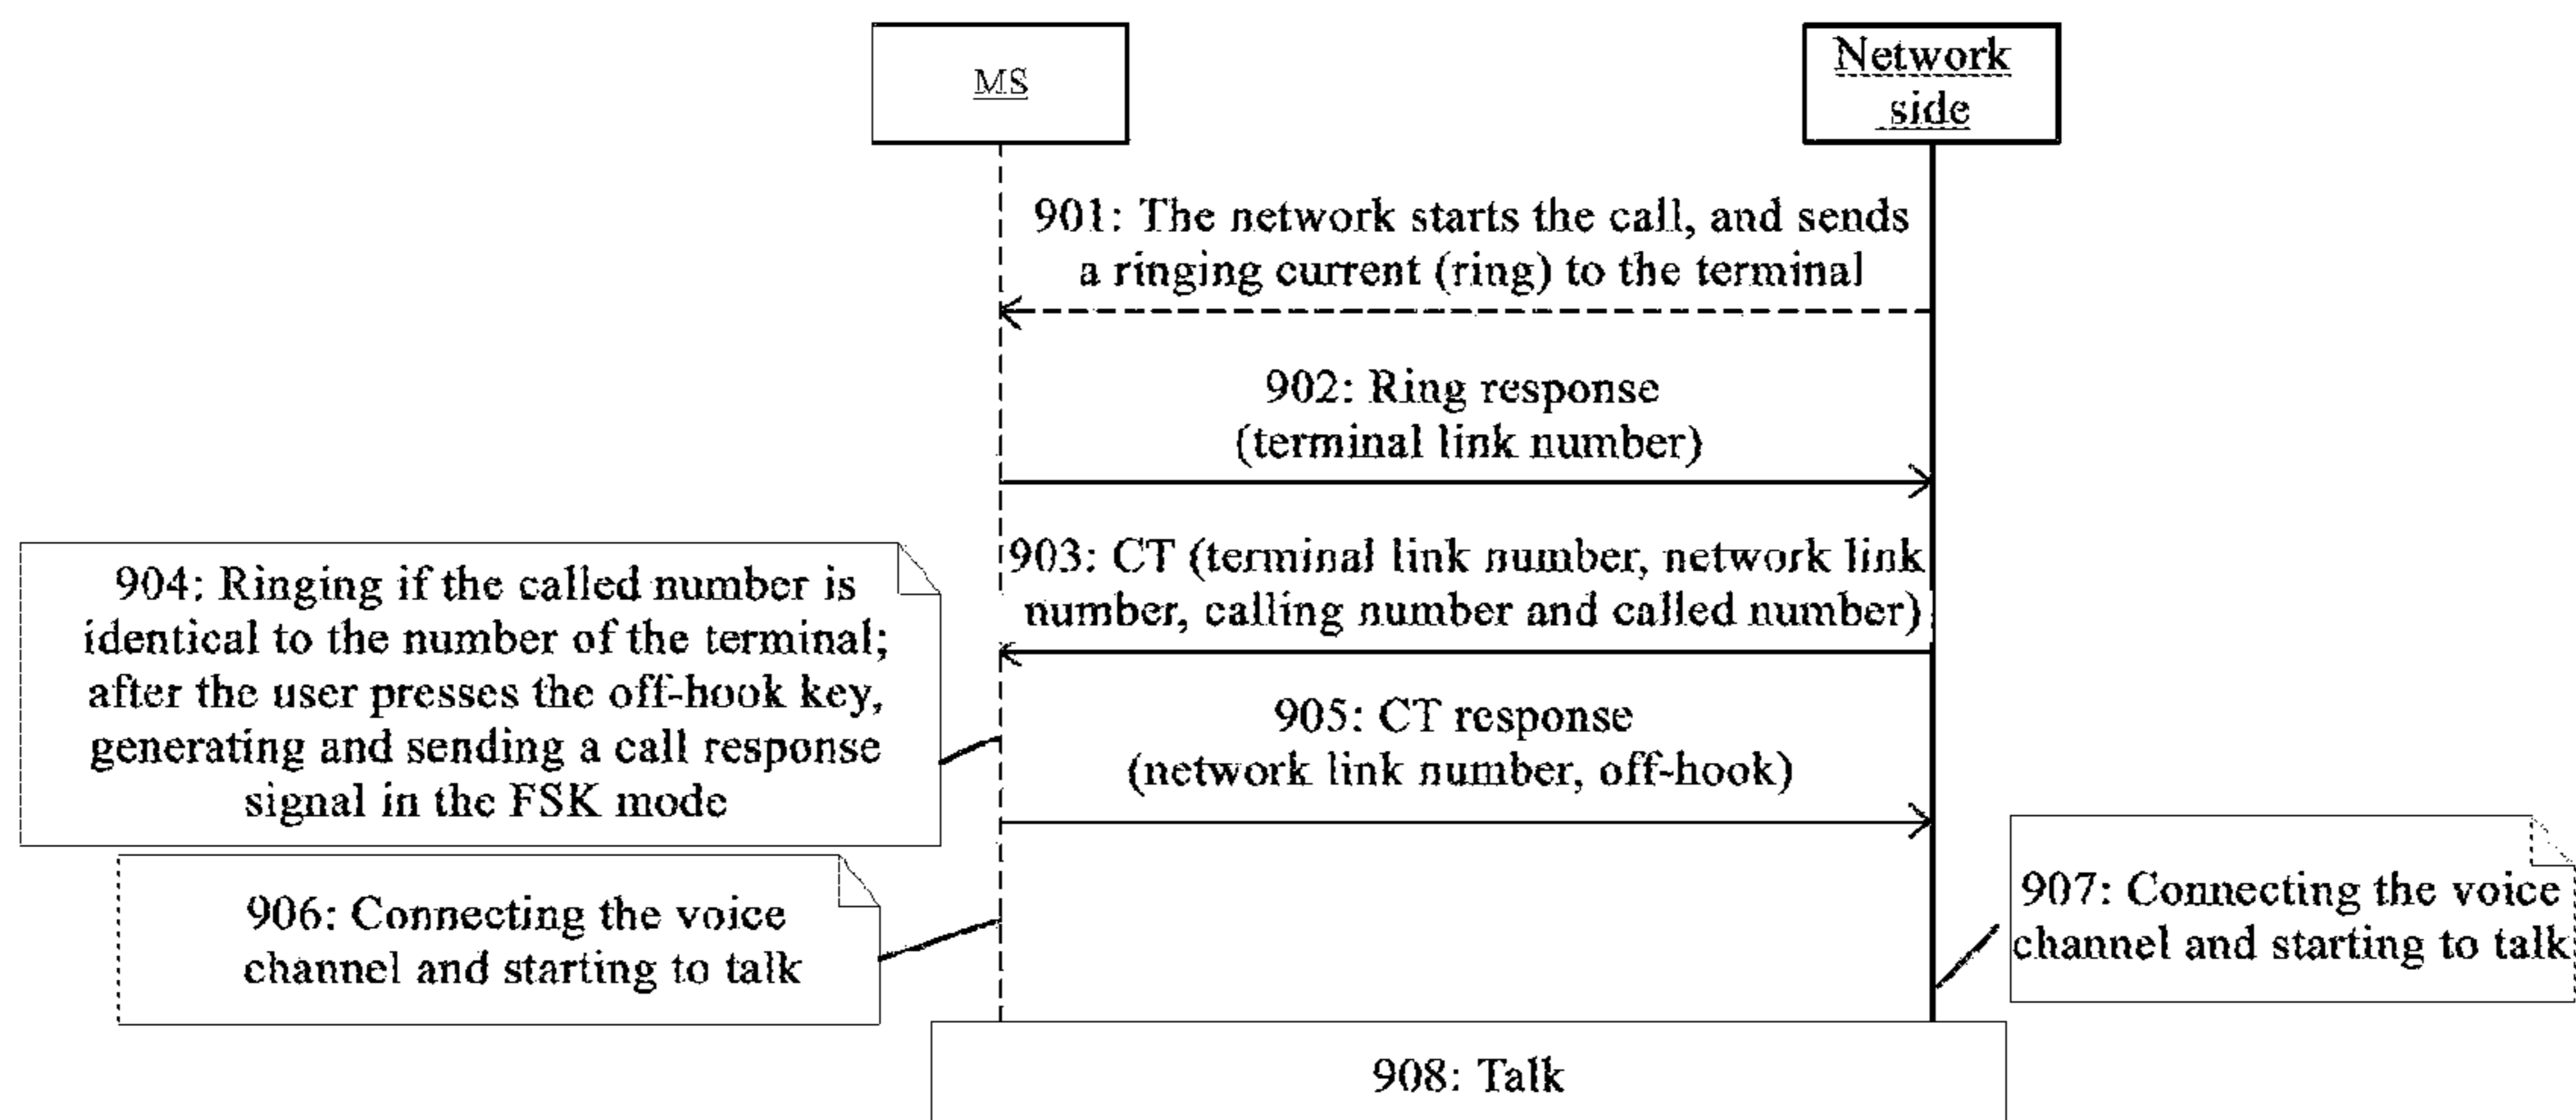 MS
Network
side
901: The network starts the call, and sends
a ringing current (ring) to the terminal
902: Ring response
(terminal link number)
903: CT (terminal link number, network link
number, calling number and called number)
904: Ringing if the called number is
identical to the number of the terminal;
after the user presses the off-hook key,
generating and sending a call response
signal in the FSK mode
905: CT response
(network link number, off-hook)
906: Connecting the voice
channel and starting to talk
907: Connecting the voice
channel and starting to talk
908: Talk